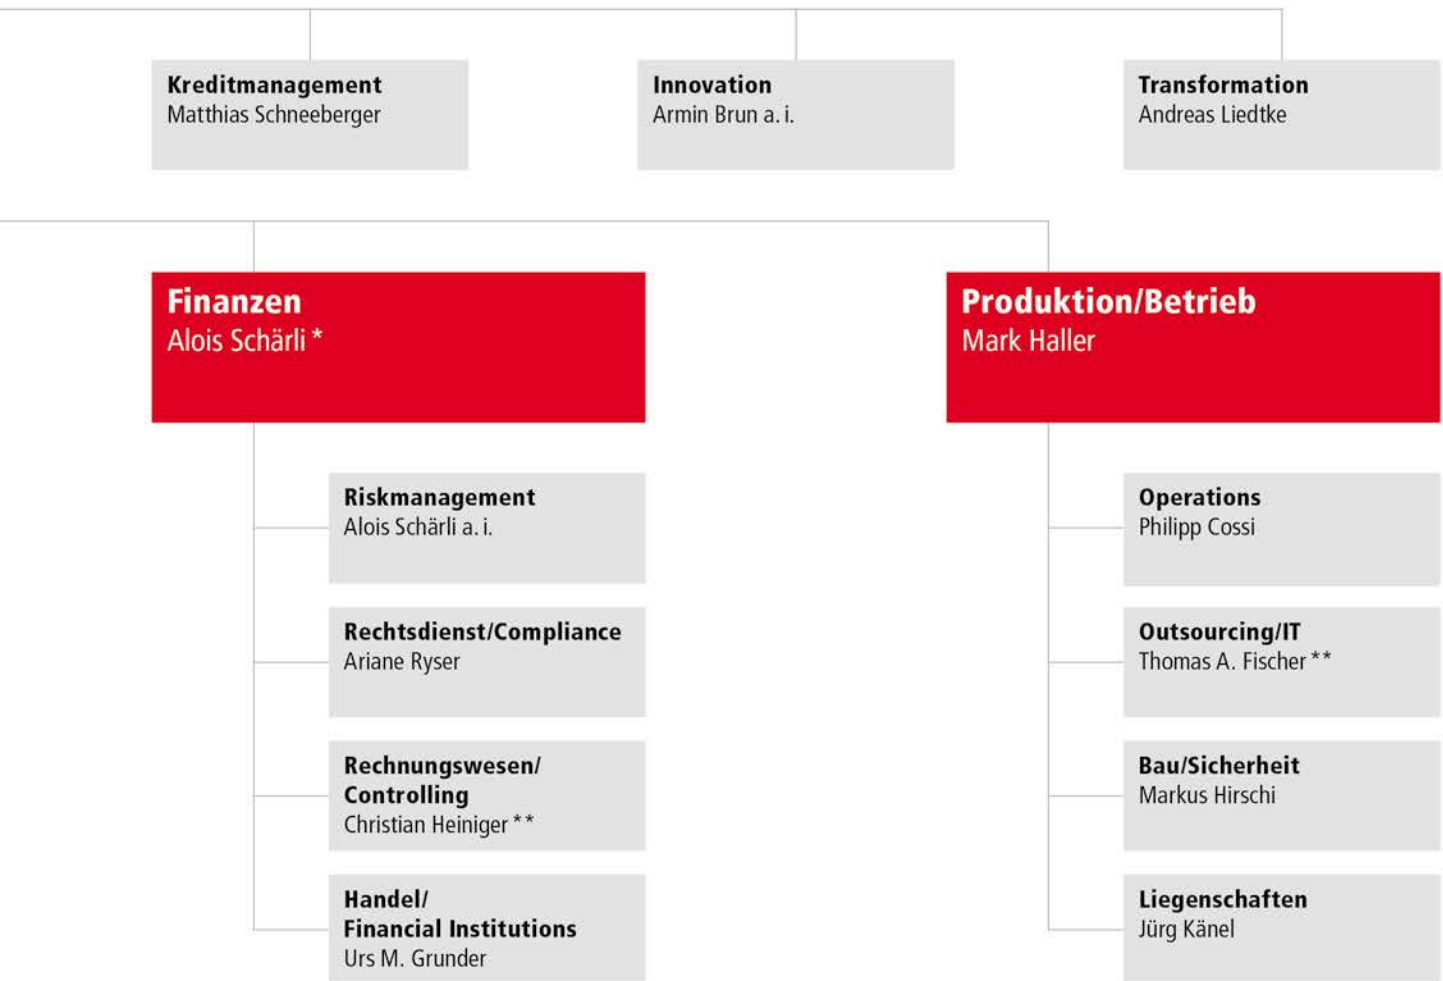 Kreditmanagement
Matthias Schneeberger
Innovation
Armin Brun a. i.
Transformation
Andreas Liedtke
Finanzen
Alois Schärli *
Produktion/Betrieb
Mark Haller
Riskmanagement
Alois Schärli a. i.
Rechtsdienst/Compliance
Ariane Ryser
Rechnungswesen/
Controlling
Christian Heiniger **
Handel/
Financial Institutions
Urs M. Grunder
Operations
Philipp Cossi
Outsourcing/IT
Thomas A. Fischer **
Bau/Sicherheit
Markus Hirschi
Liegenschaften
Jürg Känel